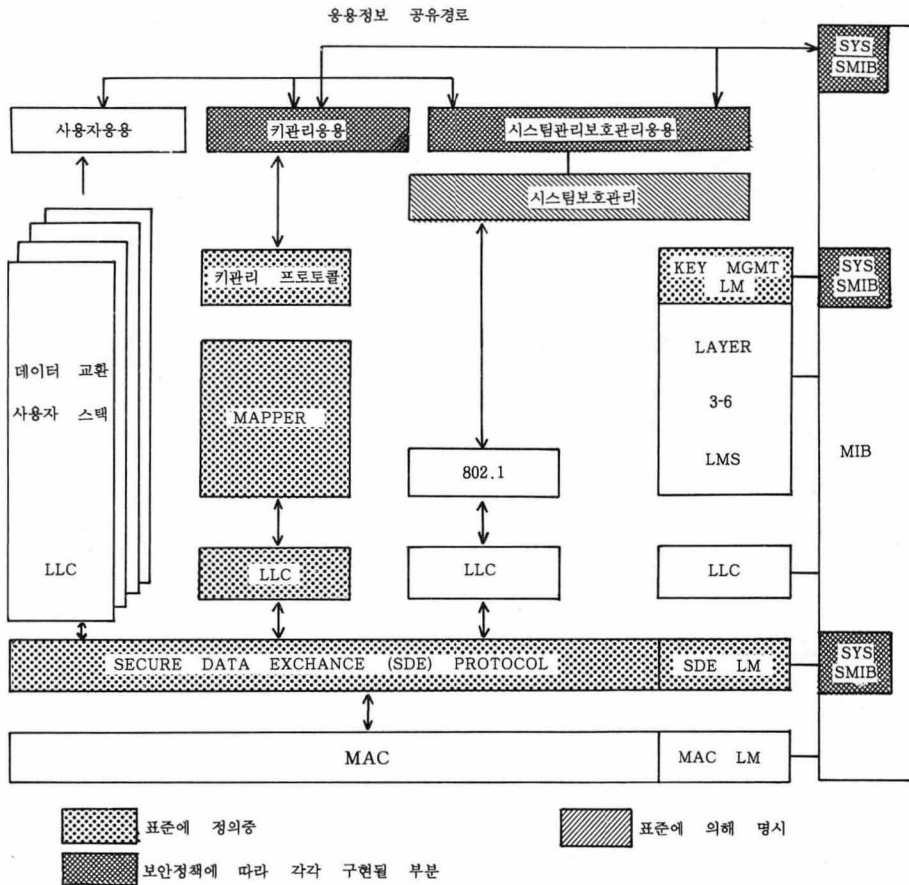 응용정보 공유경로
SYS
SMIB
사용자응용
키관리응용
시스팀관리보호관리응용
시스팀보호관리
키관리 프로토콜
KEY MGMT
LM
SYS
SMIB
데이터 교환
사용자 스택
MAPPER
LAYER
3-6
LMS
802.1
MIB
LLC
LLC
LLC
LLC
SECURE DATA EXCHANGE (SDE) PROTOCOL
SDE LM
SYS
SMIB
MAC
MAC LM
표준에 정의중
표준에 의해 명시
보안정책에 따라 각각 구현될 부분